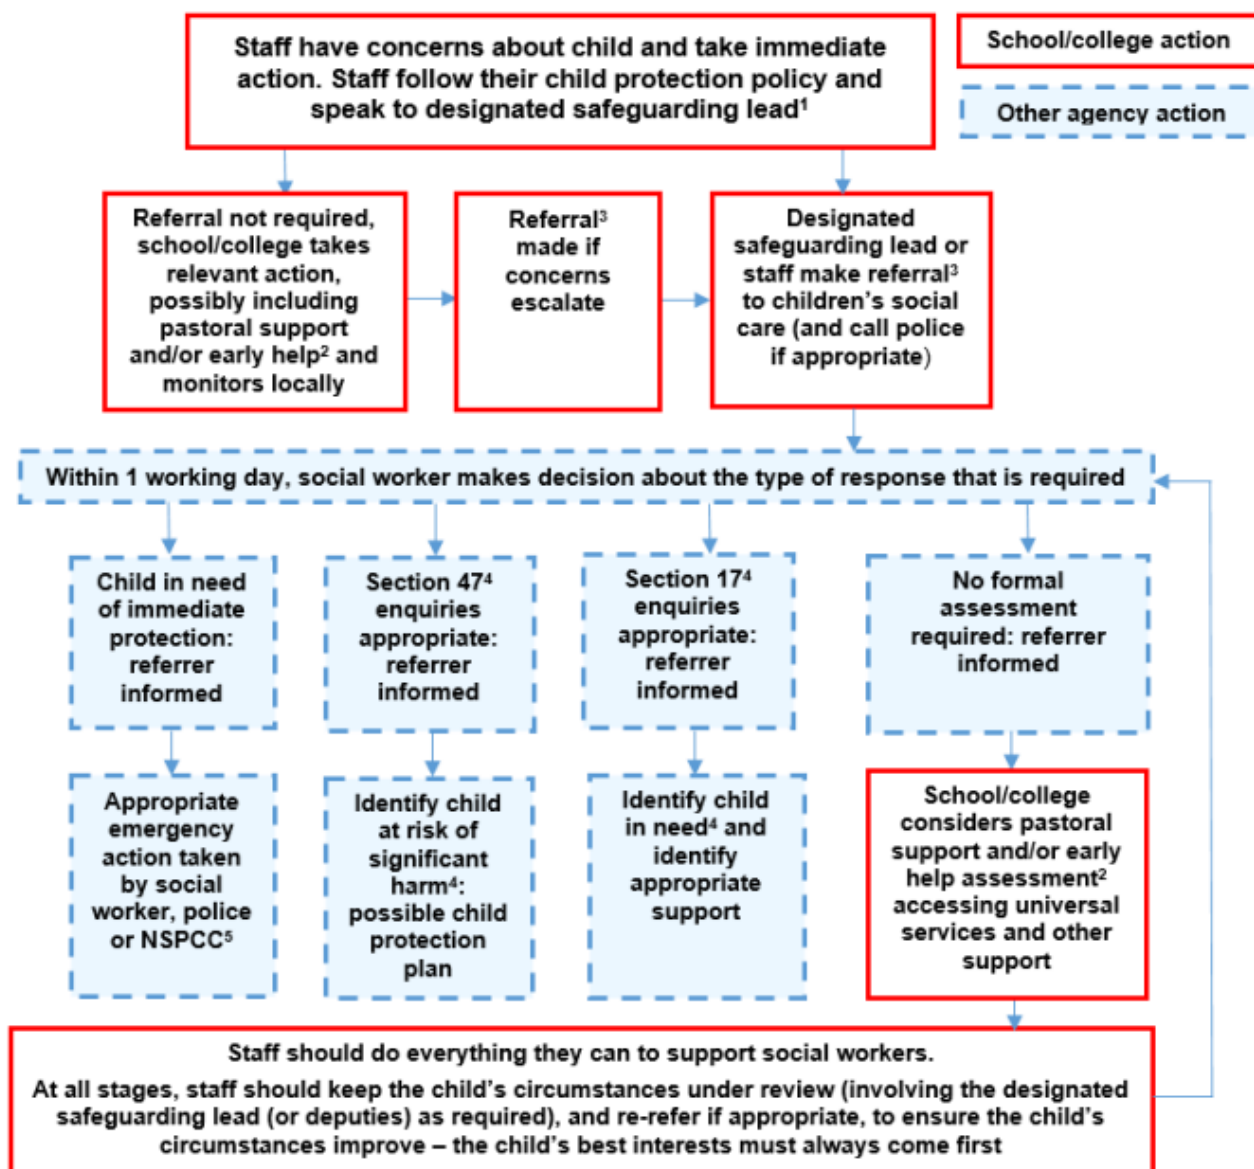 Staff have concerns about child and take immediate
action. Staff follow their child protection policy and
speak to designated safeguarding lead¹
School/college action
Other agency action
Referral not required,
school/college takes
relevant action,
possibly including
pastoral support
and/or early help² and
monitors locally
Referral³
made if
concerns
escalate
Designated
safeguarding lead or
staff make referral³
to children's social
care (and call police
if appropriate)
Within 1 working day, social worker makes decision about the type of response that is required
Child in need
of immediate
protection:
referrer
informed
Section 47⁴
enquiries
appropriate:
referrer
informed
Section 17⁴
enquiries
appropriate:
referrer
informed
No formal
assessment
required: referrer
informed
Appropriate
emergency
action taken
by social
worker, police
or NSPCC⁵
Identify child
at risk of
significant
harm⁴:
possible child
protection
plan
Identify child
in need⁴ and
identify
appropriate
support
School/college
considers pastoral
support and/or early
help assessment²
accessing universal
services and other
support
Staff should do everything they can to support social workers.
At all stages, staff should keep the child's circumstances under review (involving the designated
safeguarding lead (or deputies) as required), and re-refer if appropriate, to ensure the child's
circumstances improve – the child's best interests must always come first